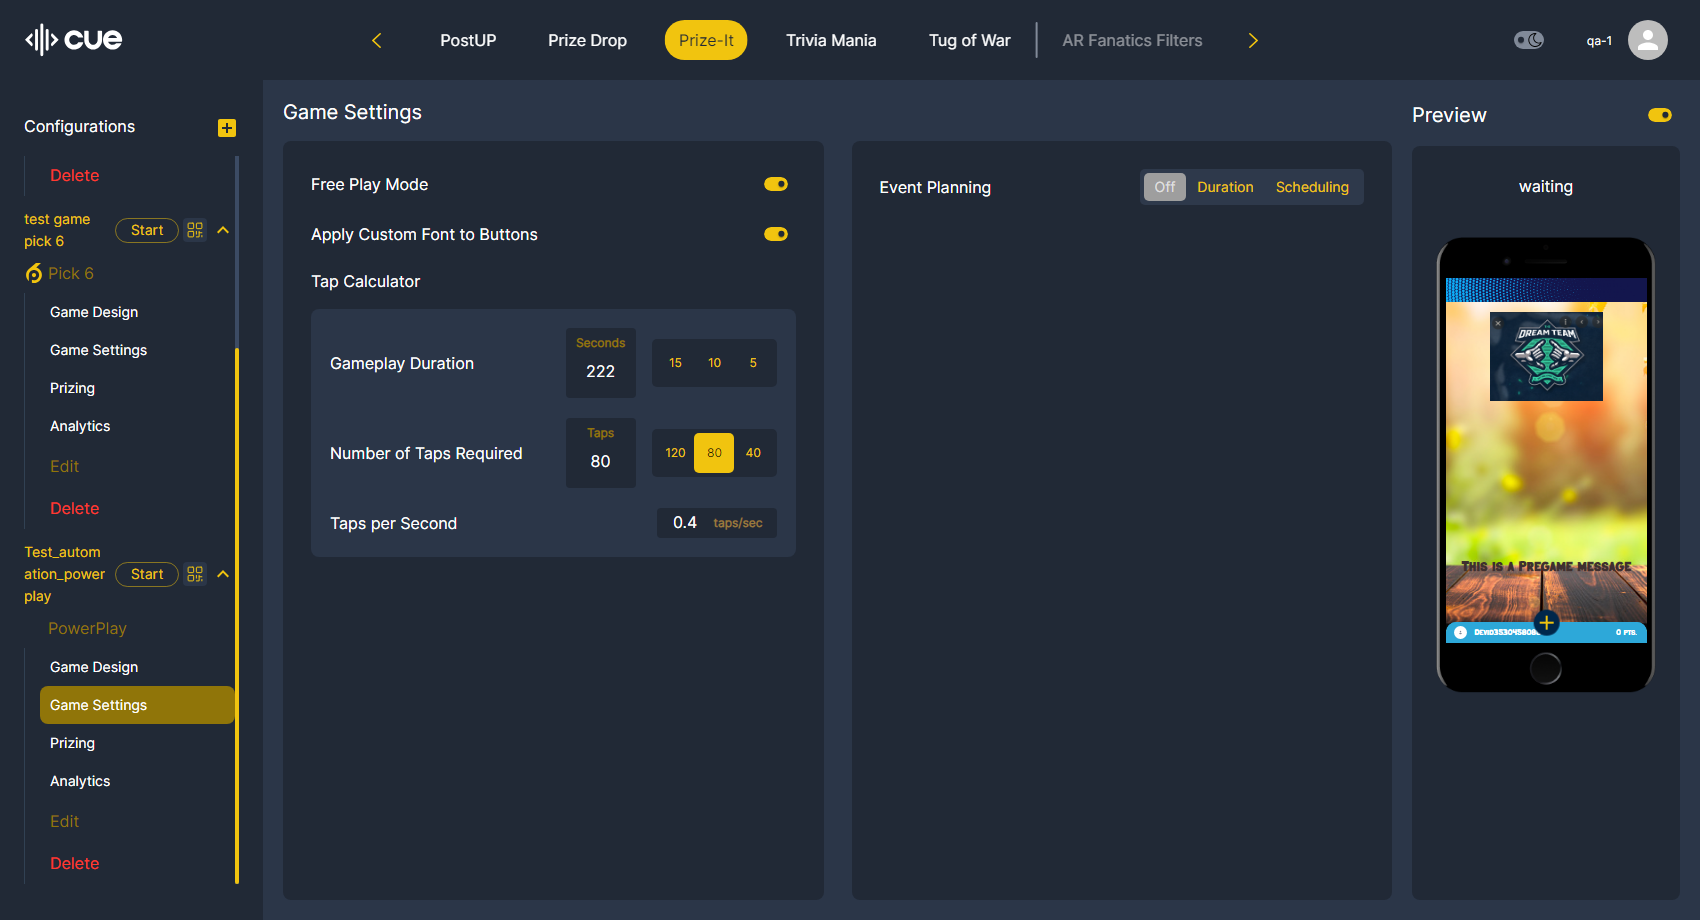 cue
PostUP
Prize Drop
Prize-It
Trivia Mania
Tug of War
AR Fanatics Filters
qa-1
Configurations
Delete
test game
pick 6
Start
Pick 6
Game Design
Game Settings
Prizing
Analytics
Edit
Delete
Test_autom
ation_power
play
Start
PowerPlay
Game Design
Game Settings
Prizing
Analytics
Edit
Delete
Game Settings
Free Play Mode
Apply Custom Font to Buttons
Tap Calculator
Gameplay Duration
Seconds
222
15 10 5
Number of Taps Required
Taps
80
120 80 40
Taps per Second
0.4 taps/sec
Event Planning
Off Duration Scheduling
Preview
waiting
DREAM TEAM
This is a Pregame message
0 pts.